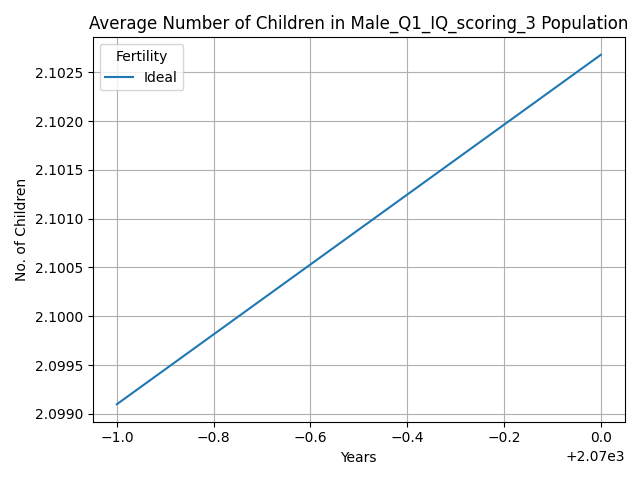 Average Number of Children in Male_Q1_IQ_scoring_3 Population
Fertility
Ideal
2.1025
2.1020
2.1015
2.1010
2.1005
2.1000
2.0995
2.0990
No. of Children
−1.0 −0.8 −0.6 −0.4 −0.2 0.0
Years
+2.07e3